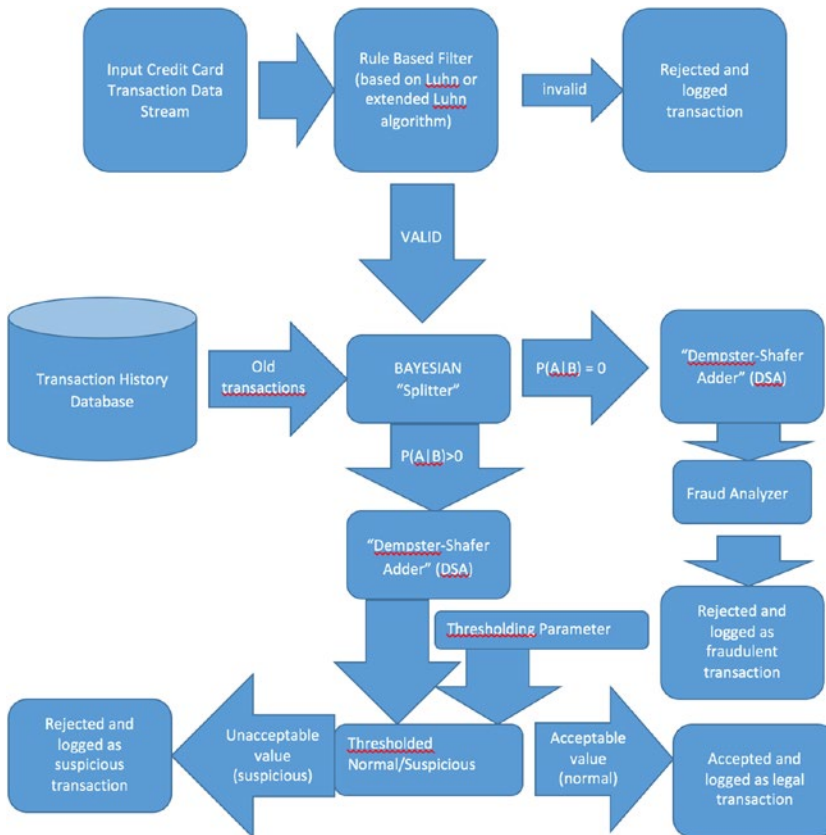 Input Credit Card
Transaction Data
Stream
Rule Based Filter
(based on Luhn or
extended Luhn
algorithm)
invalid
Rejected and
logged
transaction
VALID
Transaction History
Database
Old
transactions
BAYESIAN
“Splitter”
P(A|B) = 0
“Dempster-Shafer
Adder” (DSA)
P(A|B)>0
Fraud Analyzer
“Dempster-Shafer
Adder” (DSA)
Rejected and
logged as
fraudulent
transaction
Thresholding Parameter
Rejected and
logged as
suspicious
transaction
Unacceptable
value
(suspicious)
Thresholded
Normal/Suspicious
Acceptable
value
(normal)
Accepted and
logged as legal
transaction